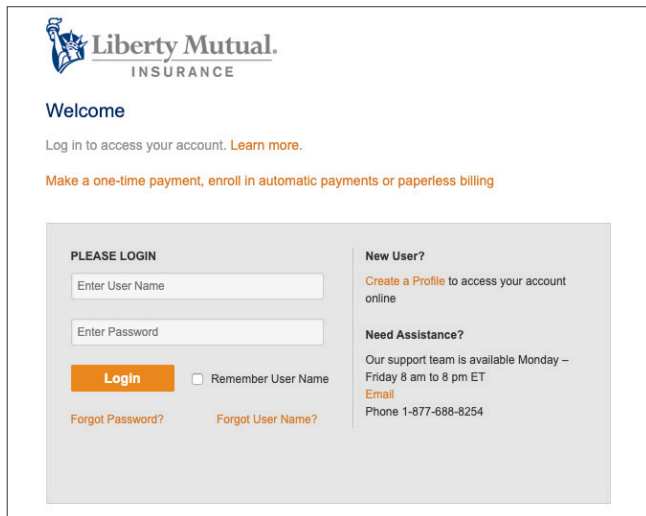 Liberty Mutual.
INSURANCE
Welcome
Log in to access your account. Learn more.
Make a one-time payment, enroll in automatic payments or paperless billing
PLEASE LOGIN
Enter User Name
Enter Password
Login
Remember User Name
Forgot Password?
Forgot User Name?
New User?
Create a Profile to access your account
online
Need Assistance?
Our support team is available Monday –
Friday 8 am to 8 pm ET
Email
Phone 1-877-688-8254